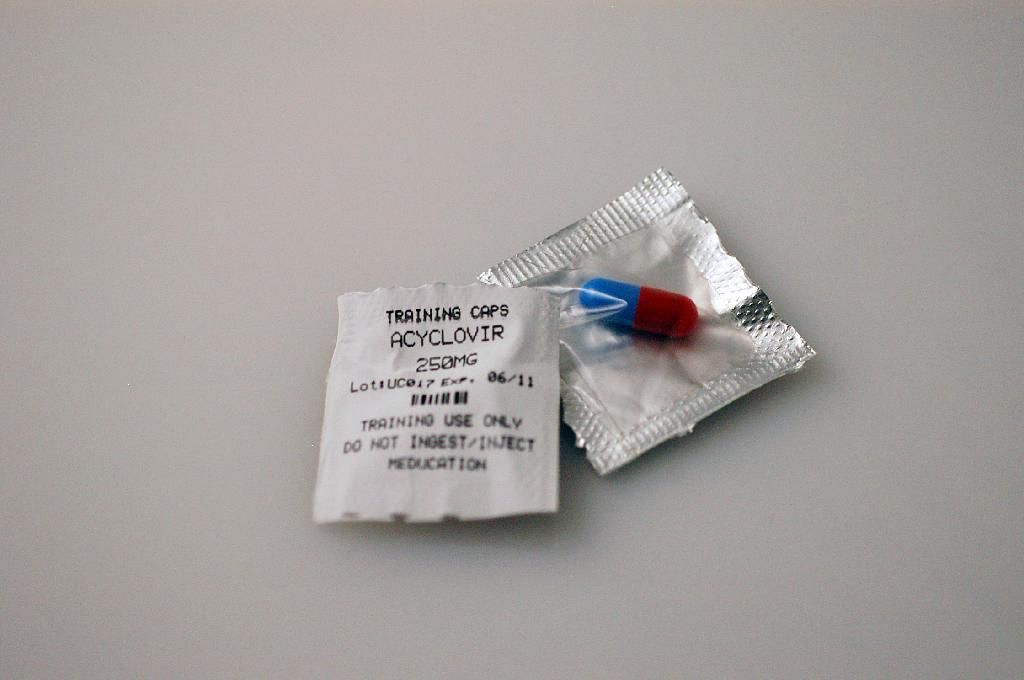 TRAINING CAPS
ACYCLOVIR
250MG
Lot:UC017 EXP. 06/11
TRAINING USE ONLY
DO NOT INGEST/INJECT
MEDUCATION